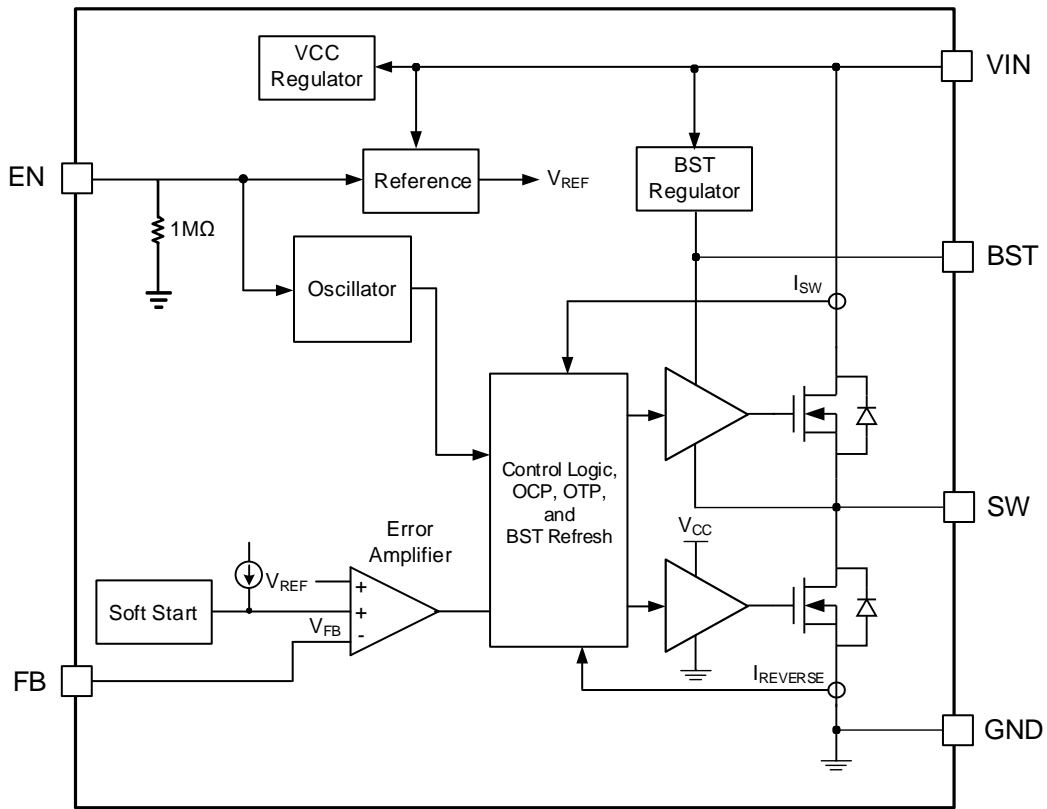 VCC
Regulator
VIN
EN
Reference
VREF
BST
Regulator
1MΩ
BST
Oscillator
ISW
Control Logic,
OCP, OTP,
and
BST Refresh
SW
VCC
Error
Amplifier
VREF
+
Soft Start
+
VFB
-
FB
IREVERSE
GND